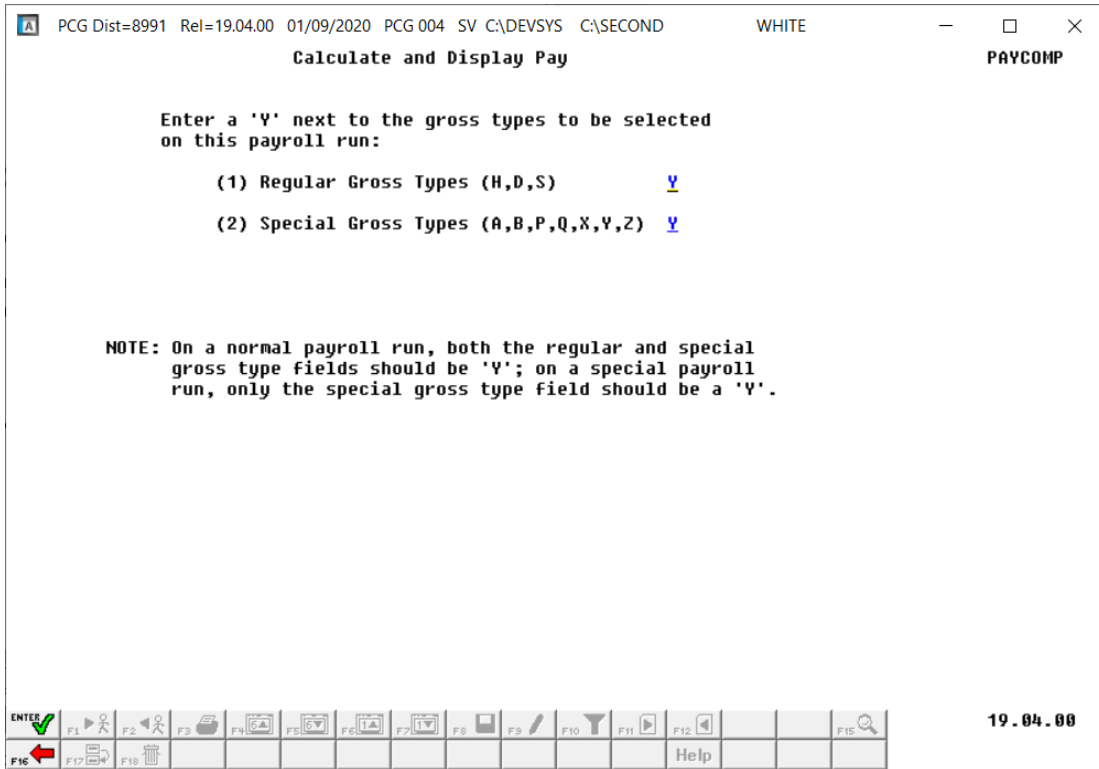 PCG Dist=8991 Rel=19.04.00 01/09/2020 PCG 004 SV C:\DEVSYS C:\SECOND WHITE
Calculate and Display Pay PAYCOMP
Enter a 'Y' next to the gross types to be selected
on this payroll run:
(1) Regular Gross Types (H,D,S) Y
(2) Special Gross Types (A,B,P,Q,X,Y,Z) Y
NOTE: On a normal payroll run, both the regular and special
gross type fields should be 'Y'; on a special payroll
run, only the special gross type field should be a 'Y'.
ENTER F1 F2 F3 F4 F5 F6 F7 F8 F9 F10 F11 F12 F15 19.04.00
F16 F17 F18 Help